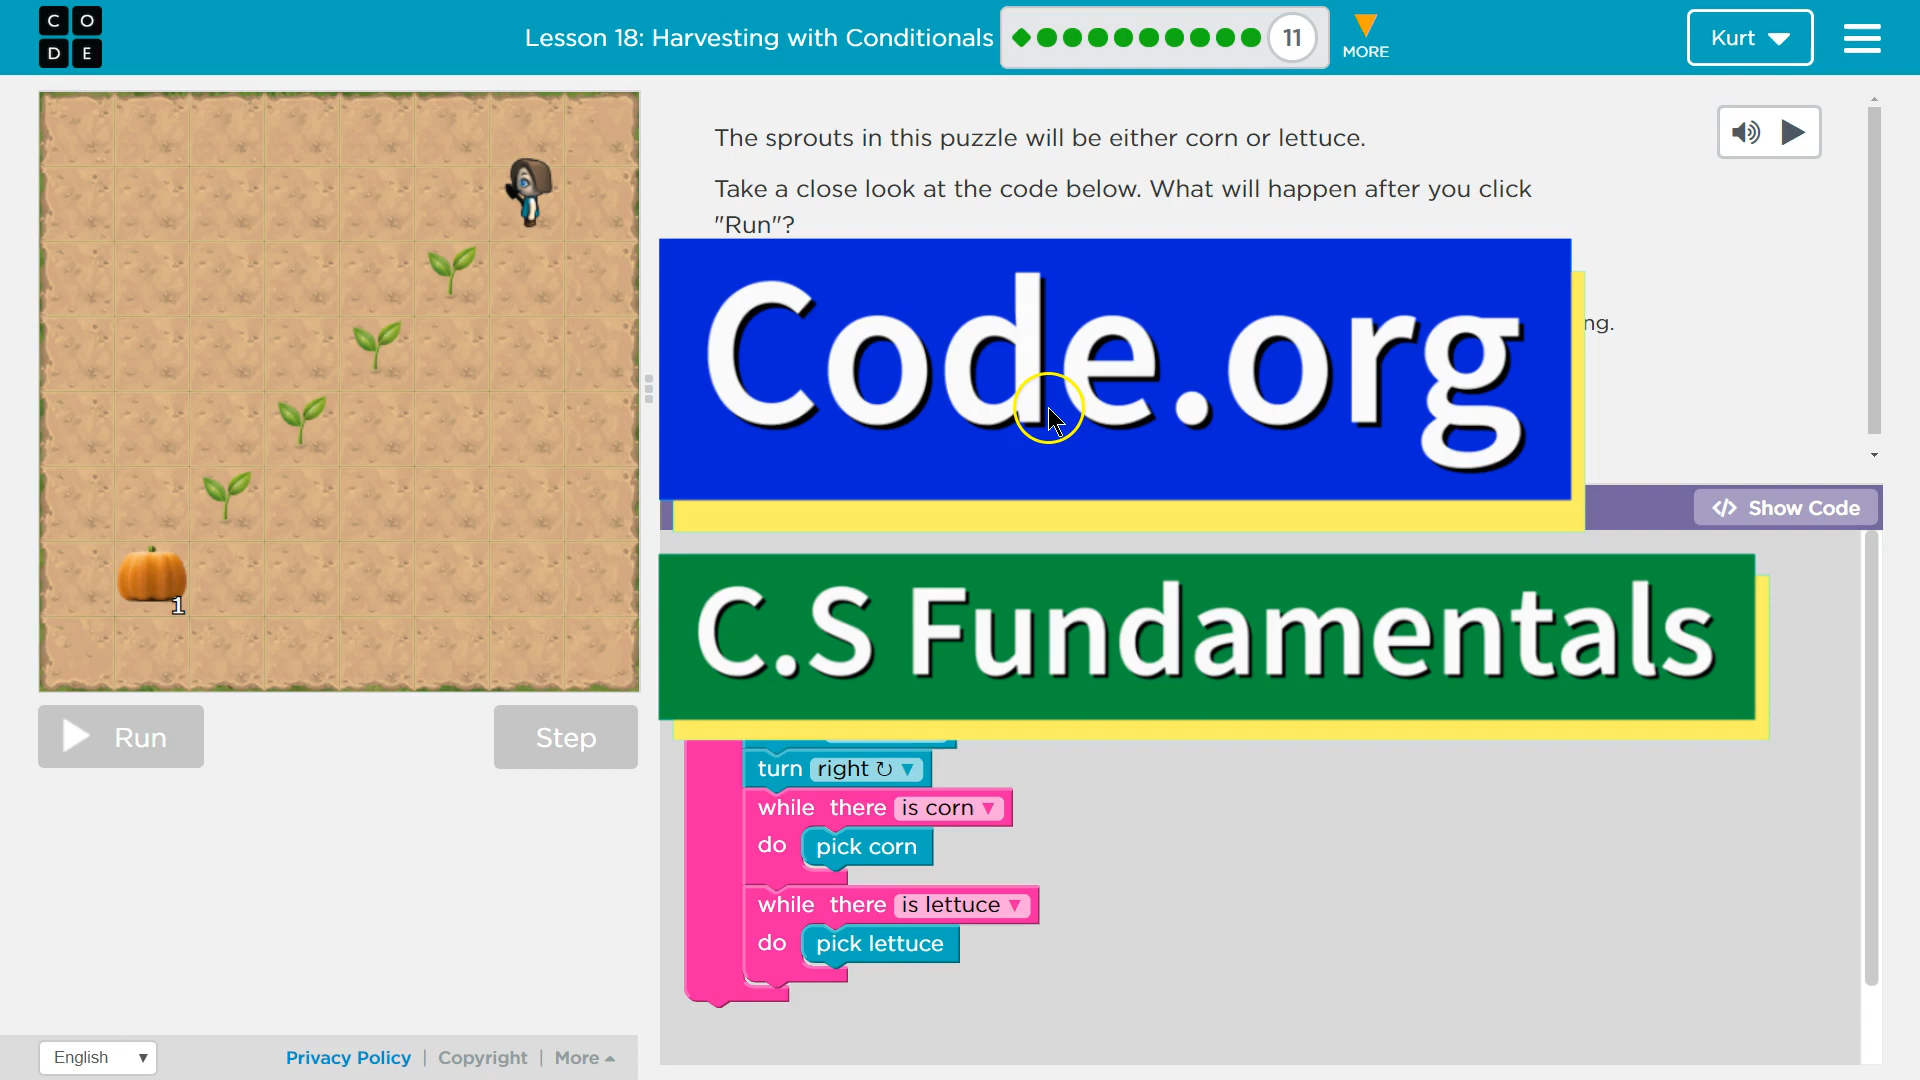 C O
D E
Lesson 18: Harvesting with Conditionals
11
MORE
Kurt
The sprouts in this puzzle will be either corn or lettuce.
Take a close look at the code below. What will happen after you click
"Run"?
ng.
Code.org
Show Code
C.S Fundamentals
1
Run
Step
turn right ↻ ▼
while there is corn ▼
do pick corn
while there is lettuce ▼
do pick lettuce
English
Privacy Policy | Copyright | More